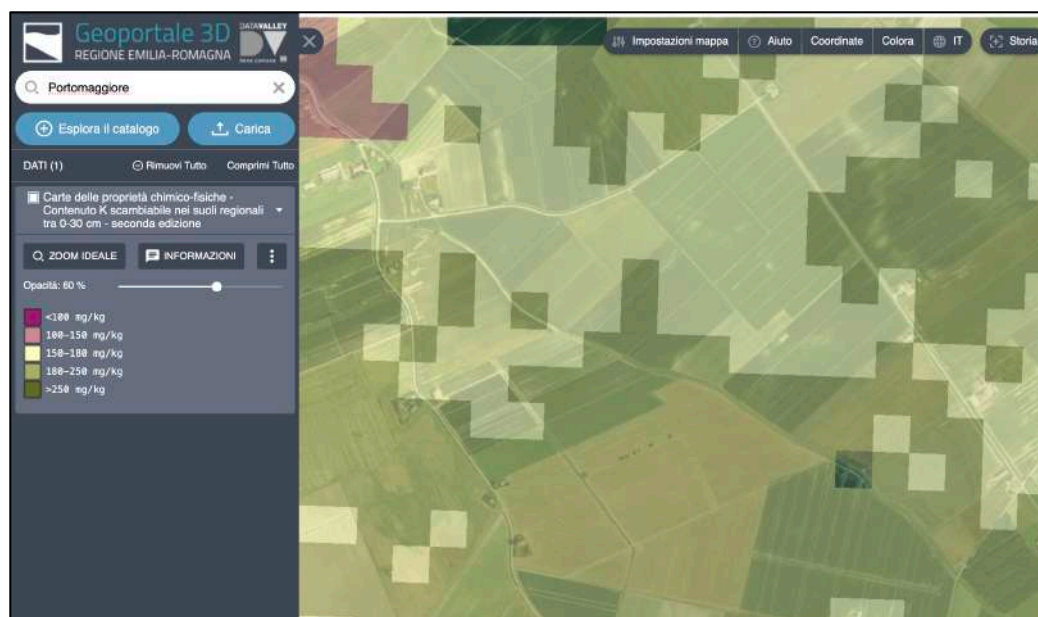 Geoportale 3D
REGIONE EMILIA-ROMAGNA
DATAVALLEY
Portomaggiore
Esplora il catalogo
Carica
DATI (1)
Rimuovi Tutto
Comprimi Tutto
Carte delle proprietà chimico-fisiche -
Contenuto K scambiabile nei suoli regionali
tra 0-30 cm - seconda edizione
ZOOM IDEALE
INFORMAZIONI
Opacità: 60 %
<100 mg/kg
100-150 mg/kg
150-180 mg/kg
180-250 mg/kg
>250 mg/kg
Impostazioni mappa
Aiuto
Coordinate
Colora
IT
Storia